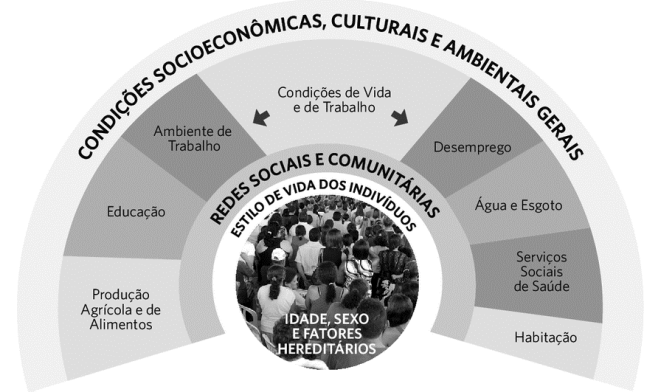 CONDIÇÕES SOCIOECONÔMICAS, CULTURAIS E AMBIENTAIS GERAIS
Condições de Vida
e de Trabalho
Ambiente de
Trabalho
Desemprego
REDES SOCIAIS E COMUNITÁRIAS
ESTILO DE VIDA DOS INDIVÍDUOS
Educação
Água e Esgoto
Serviços
Sociais
de Saúde
Produção
Agrícola e de
Alimentos
Habitação
IDADE, SEXO
E FATORES
HEREDITÁRIOS